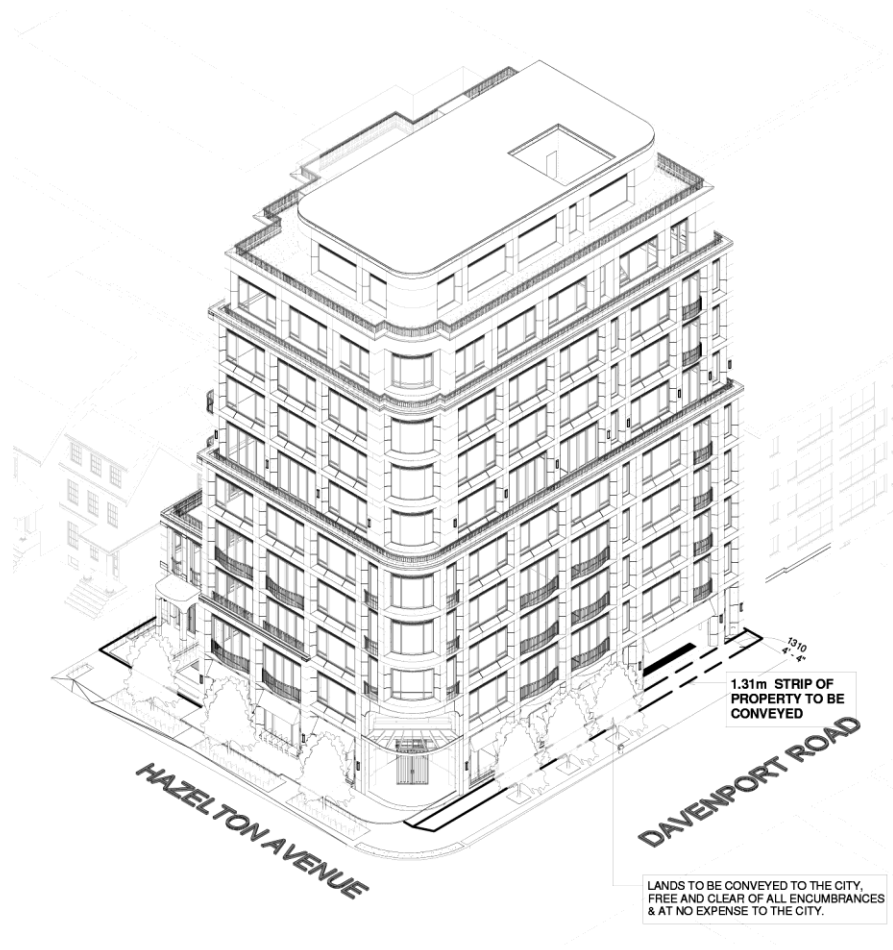 1310
4' - 4"
1.31m STRIP OF
PROPERTY TO BE
CONVEYED
HAZELTON AVENUE
DAVENPORT ROAD
LANDS TO BE CONVEYED TO THE CITY,
FREE AND CLEAR OF ALL ENCUMBRANCES
& AT NO EXPENSE TO THE CITY.